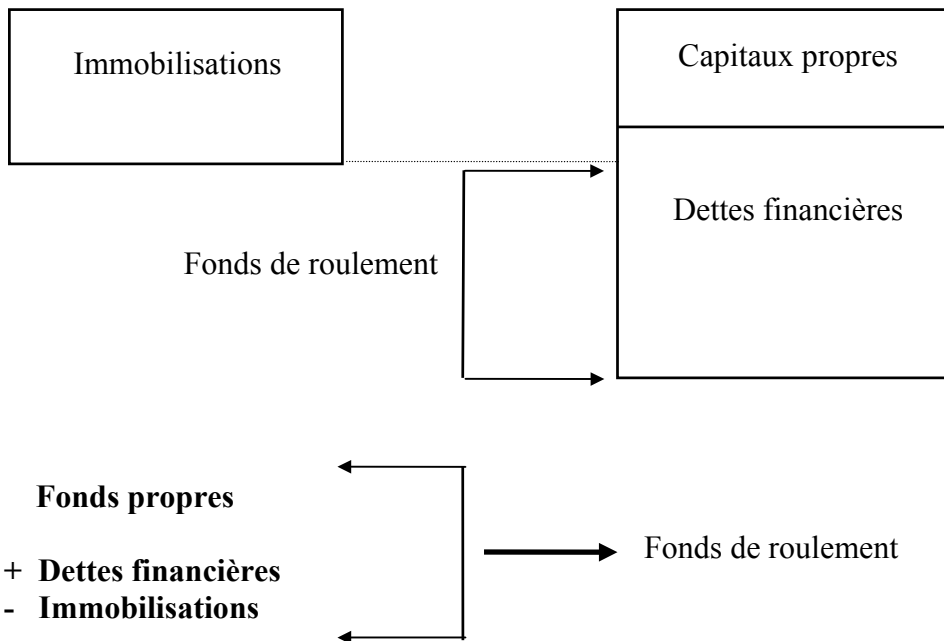 Immobilisations
Capitaux propres
Dettes financières
Fonds de roulement
Fonds propres
+ Dettes financières
- Immobilisations
Fonds de roulement